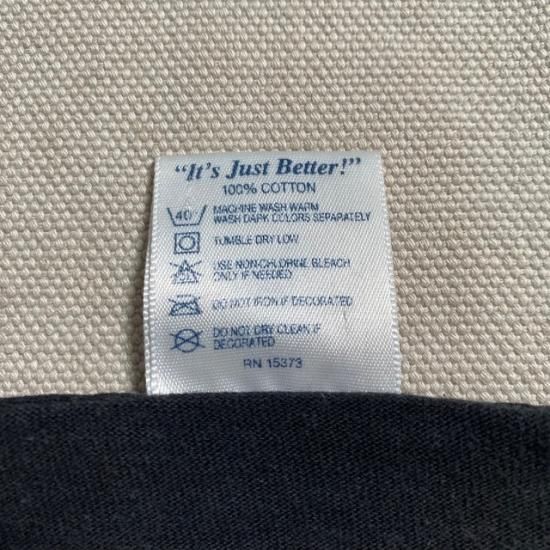 "It's Just Better!"
100% COTTON
40 MACHINE WASH WARM
WASH DARK COLORS SEPARATELY
TUMBLE DRY LOW
USE NON-CHLORINE BLEACH
ONLY IF NEEDED
DO NOT IRON IF DECORATED
DO NOT DRY CLEAN IF
DECORATED
RN 15373